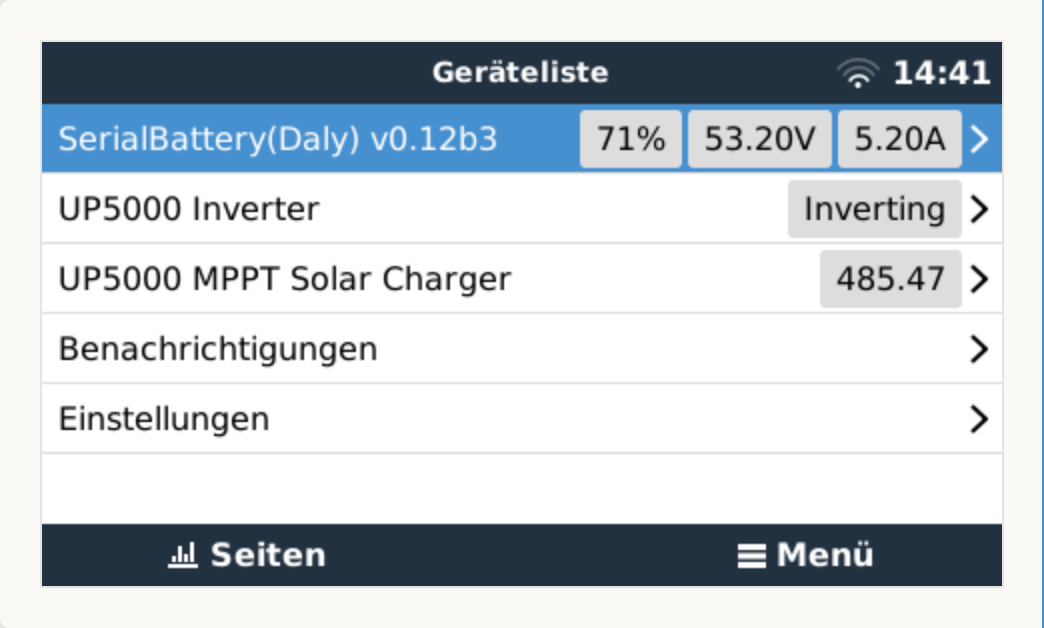 Geräteliste 14:41
SerialBattery(Daly) v0.12b3 71% 53.20V 5.20A
UP5000 Inverter Inverting
UP5000 MPPT Solar Charger 485.47
Benachrichtigungen
Einstellungen
Seiten Menü